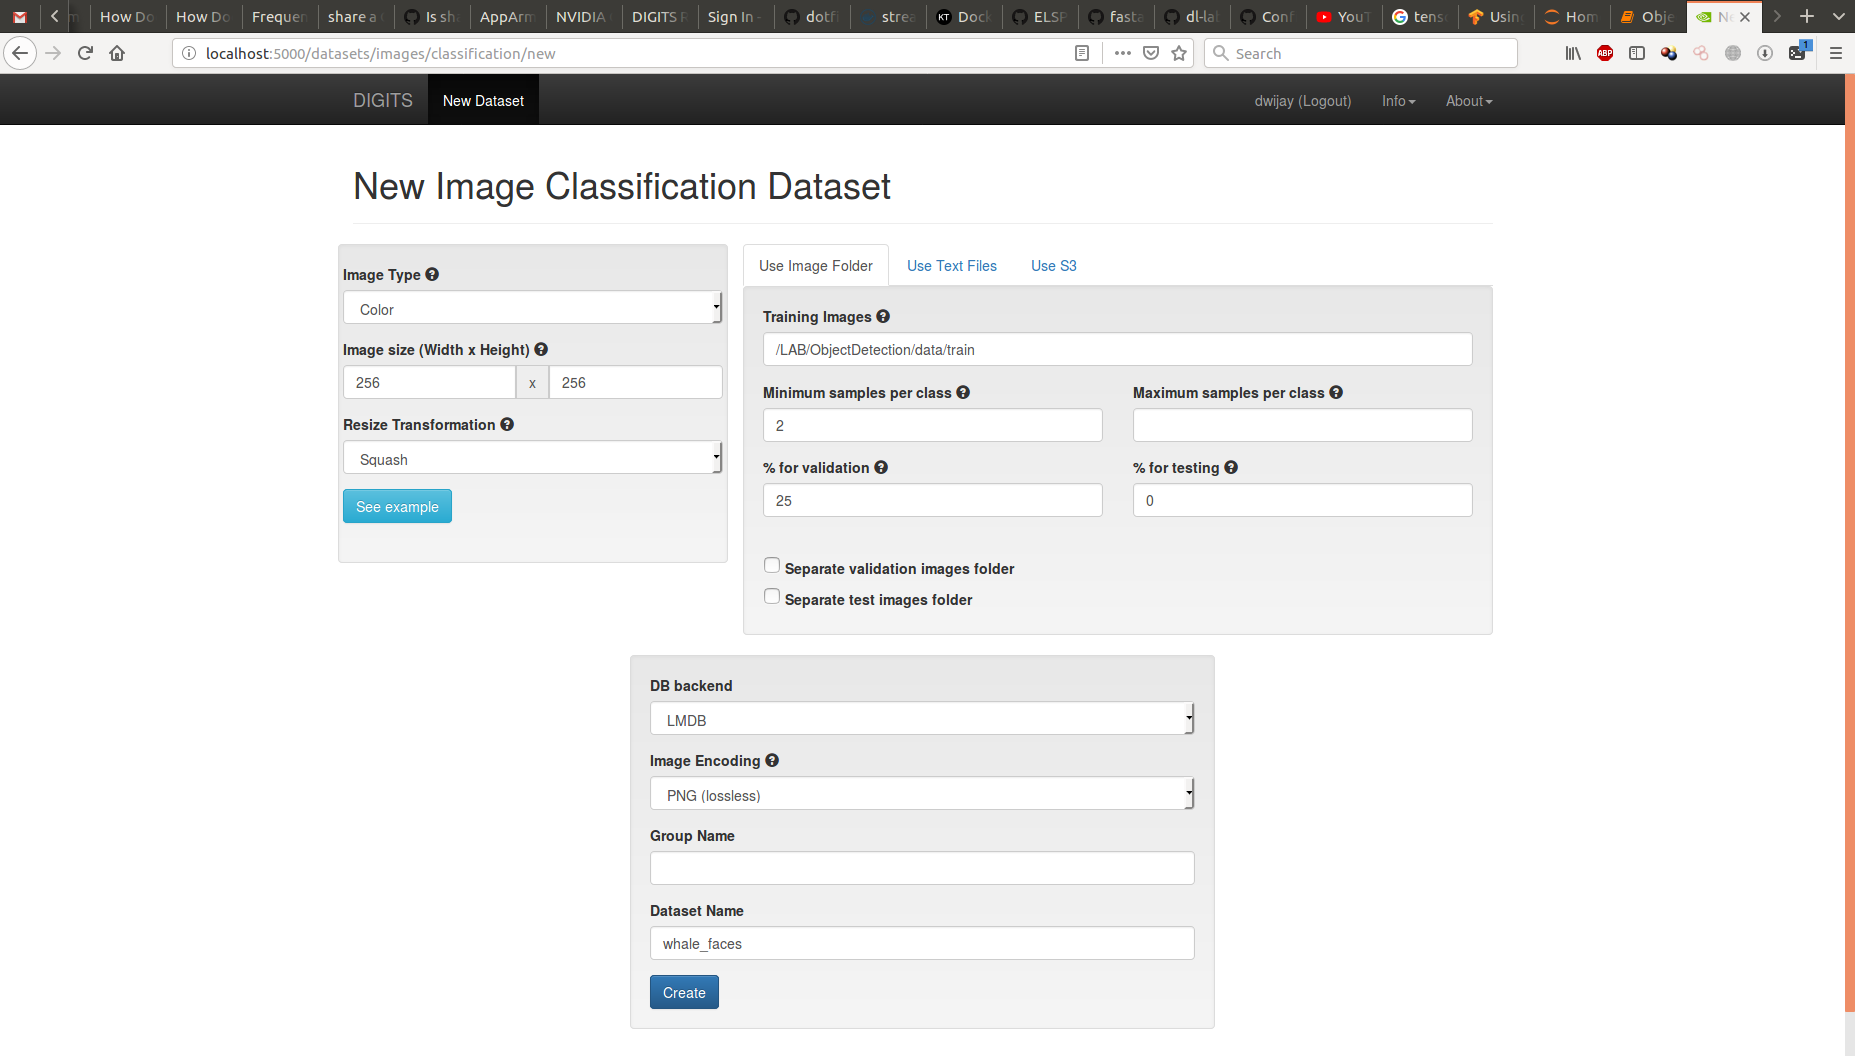 How Do
How Do
Frequen
share a
Is sh
AppArm
NVIDIA
DIGITS R
Sign In -
dotfi
strea
KT Dock
ELSP
fasta
dl-la
Conf
YouT
tens
Usin
Hom
Obje
localhost:5000/datasets/images/classification/new
Search
ABP
1
DIGITS
New Dataset
dwijay (Logout)
Info
About
New Image Classification Dataset
Image Type
Color
Image size (Width x Height)
256 x 256
Resize Transformation
Squash
See example
Use Image Folder
Use Text Files
Use S3
Training Images
/LAB/ObjectDetection/data/train
Minimum samples per class
2
Maximum samples per class
% for validation
25
% for testing
0
Separate validation images folder
Separate test images folder
DB backend
LMDB
Image Encoding
PNG (lossless)
Group Name
Dataset Name
whale_faces
Create